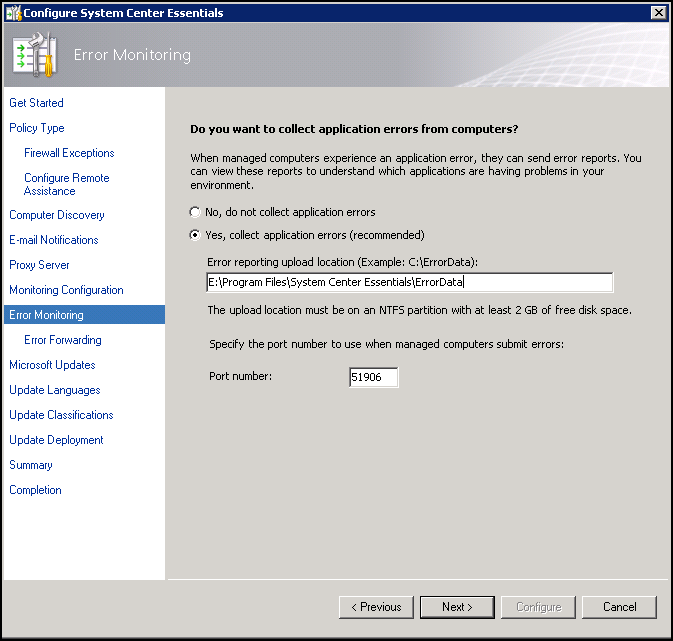 Configure System Center Essentials
Error Monitoring
Get Started
Policy Type
Firewall Exceptions
Configure Remote
Assistance
Computer Discovery
E-mail Notifications
Proxy Server
Monitoring Configuration
Error Monitoring
Error Forwarding
Microsoft Updates
Update Languages
Update Classifications
Update Deployment
Summary
Completion
Do you want to collect application errors from computers?
When managed computers experience an application error, they can send error reports. You
can view these reports to understand which applications are having problems in your
environment.
No, do not collect application errors
Yes, collect application errors (recommended)
Error reporting upload location (Example: C:\ErrorData):
E:\Program Files\System Center Essentials\ErrorData
The upload location must be on an NTFS partition with at least 2 GB of free disk space.
Specify the port number to use when managed computers submit errors:
Port number: 51906
< Previous Next > Configure Cancel